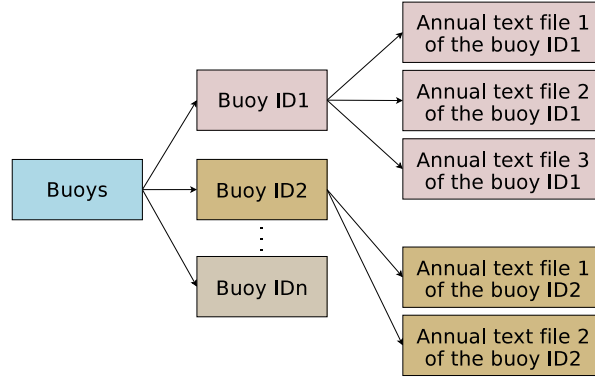 Annual text file 1
of the buoy ID1
Buoy ID1
Annual text file 2
of the buoy ID1
Annual text file 3
of the buoy ID1
Buoys
Buoy ID2
Buoy IDn
Annual text file 1
of the buoy ID2
Annual text file 2
of the buoy ID2